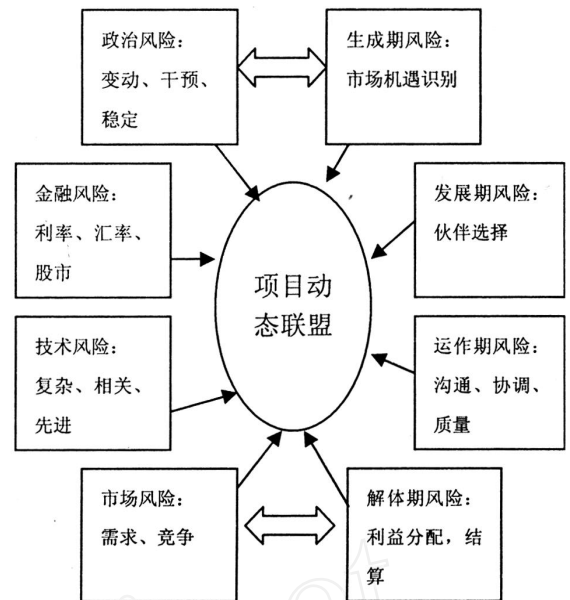 政治风险：
变动、干预、
稳定
生成期风险：
市场机遇识别
金融风险：
利率、汇率、
股市
发展期风险：
伙伴选择
项目动
态联盟
技术风险：
复杂、相关、
先进
运作期风险：
沟通、协调、
质量
市场风险：
需求、竞争
解体期风险：
利益分配，结
算